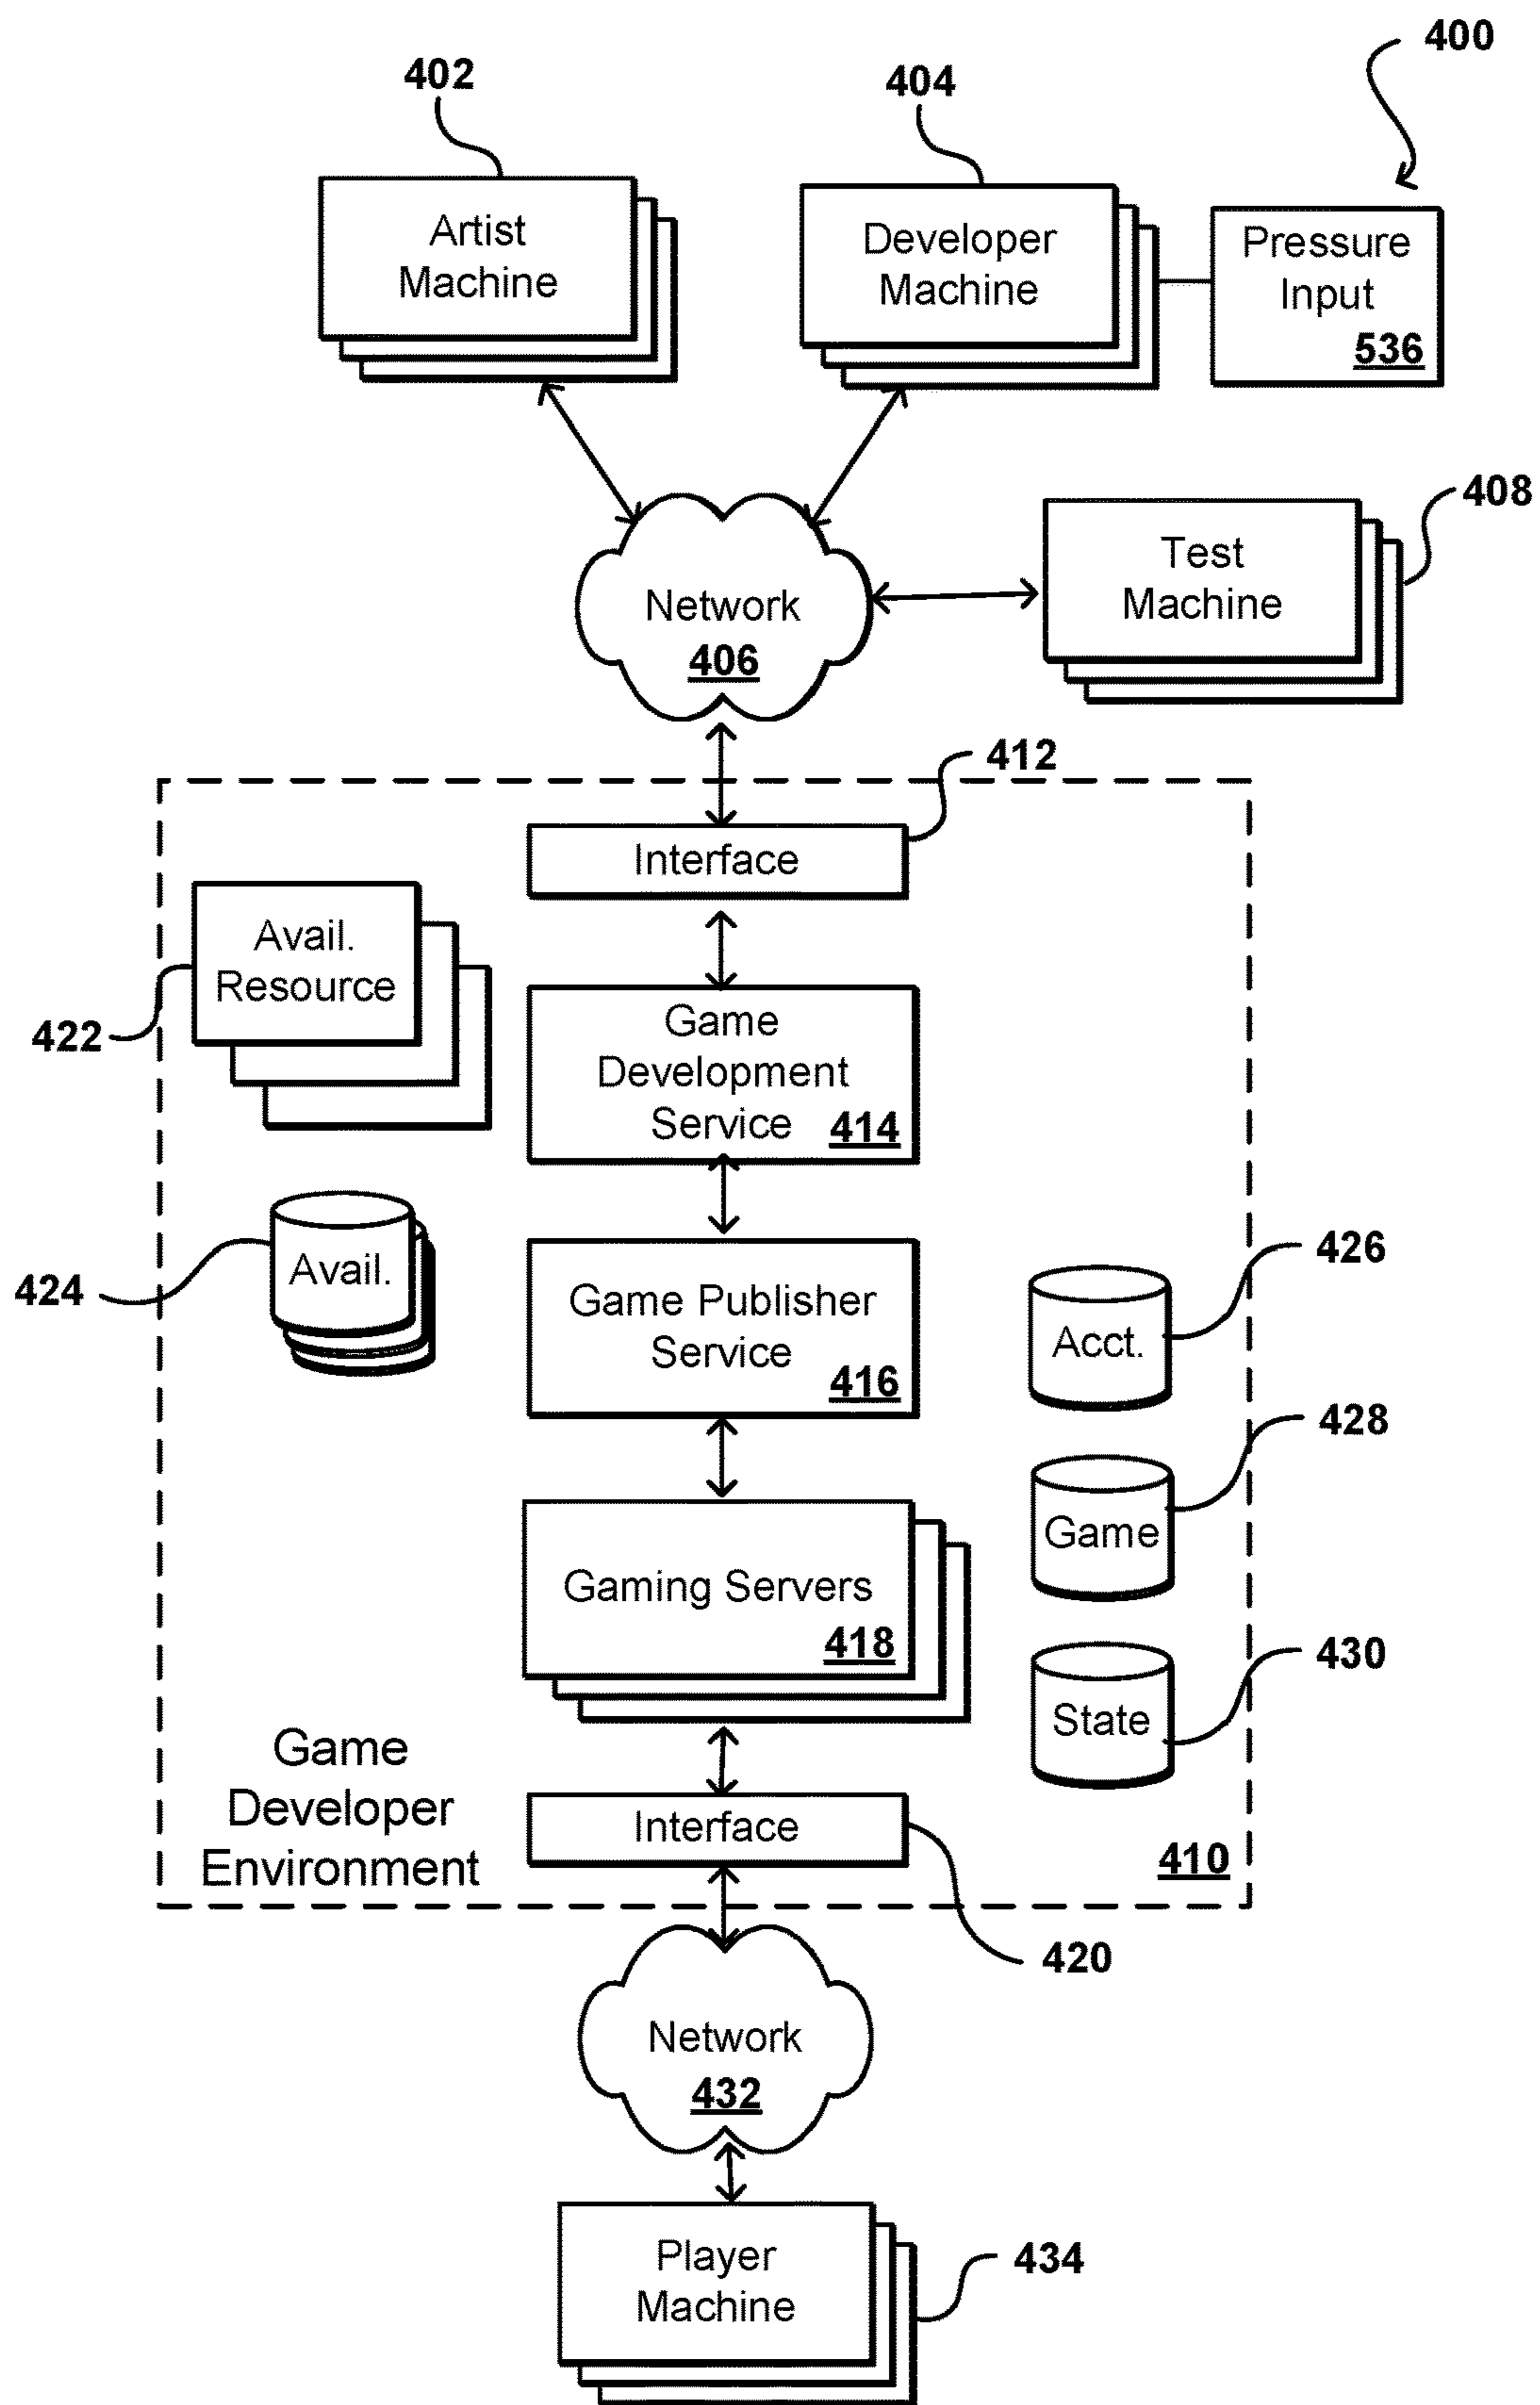 400
402
404
Artist
Machine
Developer
Machine
Pressure
Input
536
408
Test
Machine
Network
406
412
Interface
Avail.
Resource
422
Game
Development
Service 414
424
Avail.
426
Acct.
Game Publisher
Service
416
428
Game
Gaming Servers
418
430
State
Game
Developer
Environment
Interface
410
420
Network
432
Player
Machine
434